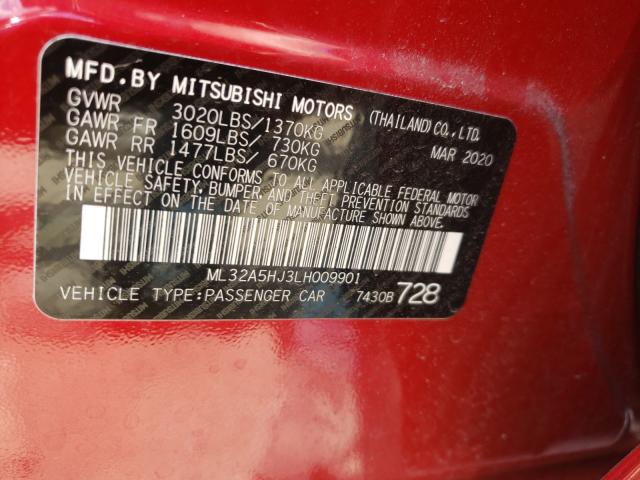 MFD.BY MITSUBISHI MOTORS (THAILAND) CO.,LTD.
GVWR 3020LBS/1370KG MAR 2020
GAWR FR 1609LBS/ 730KG
GAWR RR 1477LBS/ 670KG
THIS VEHICLE CONFORMS TO ALL APPLICABLE FEDERAL MOTOR
VEHICLE SAFETY, BUMPER, AND THEFT PREVENTION STANDARDS
IN EFFECT ON THE DATE OF MANUFACTURE SHOWN ABOVE.
ML32A5HJ3LH009901
VEHICLE TYPE:PASSENGER CAR 7430B 728